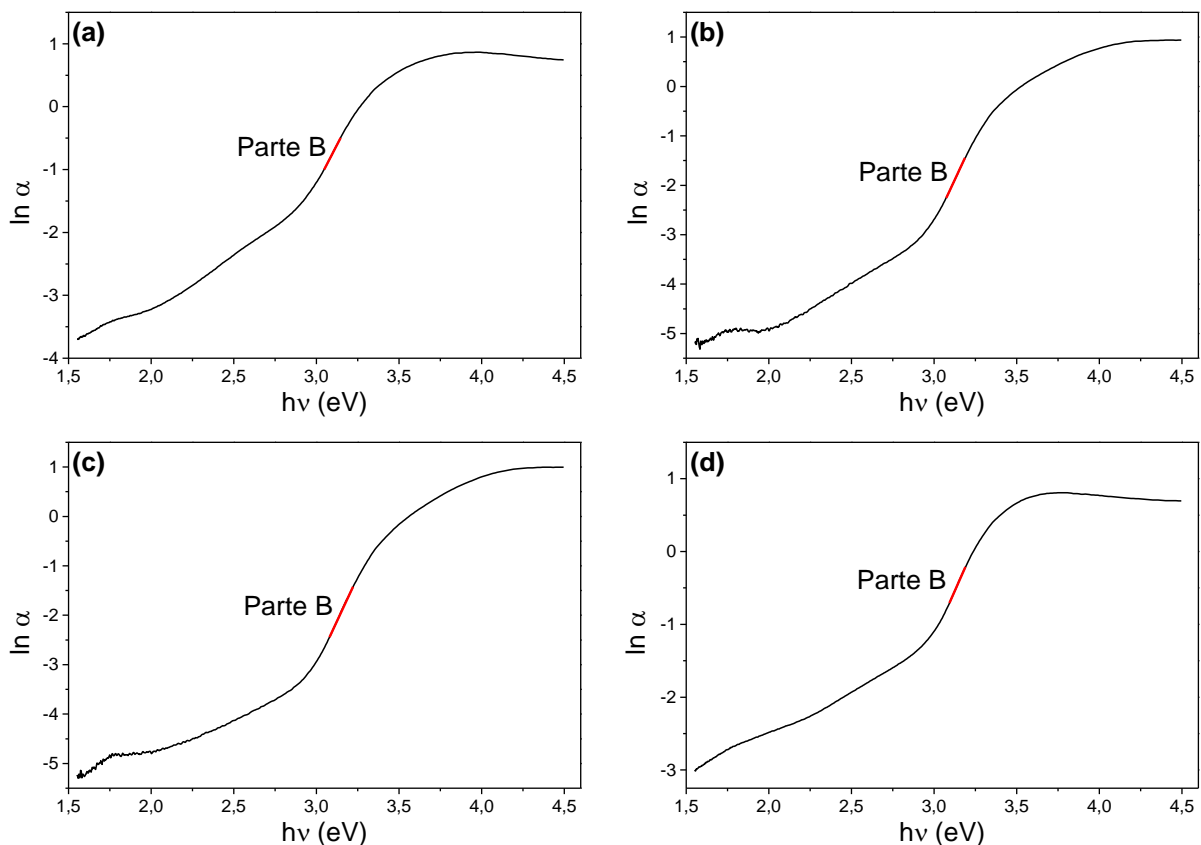 (a)
1
0
-1
-2
-3
-4
ln α
Parte B
1,5 2,0 2,5 3,0 3,5 4,0 4,5
hν (eV)
(b)
1
0
-1
-2
-3
-4
-5
ln α
Parte B
1,5 2,0 2,5 3,0 3,5 4,0 4,5
hν (eV)
(c)
1
0
-1
-2
-3
-4
-5
ln α
Parte B
1,5 2,0 2,5 3,0 3,5 4,0 4,5
hν (eV)
(d)
1
0
-1
-2
-3
ln α
Parte B
1,5 2,0 2,5 3,0 3,5 4,0 4,5
hν (eV)